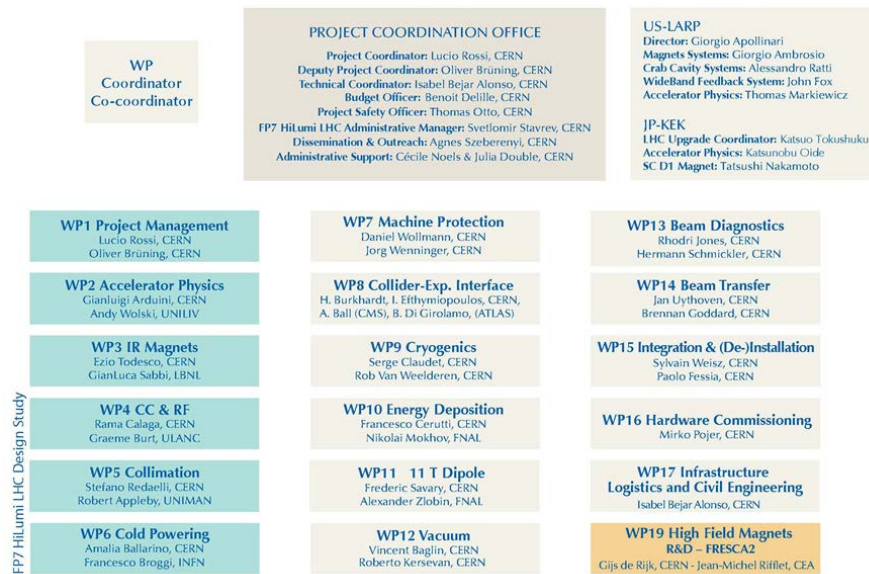 WP
Coordinator
Co-coordinator
PROJECT COORDINATION OFFICE
Project Coordinator: Lucio Rossi, CERN
Deputy Project Coordinator: Oliver Brüning, CERN
Technical Coordinator: Isabel Bejar Alonso, CERN
Budget Officer: Benoit Delille, CERN
Project Safety Officer: Thomas Otto, CERN
FP7 HiLumi LHC Administrative Manager: Svetlomir Stavrev, CERN
Dissemination & Outreach: Agnes Szeberenyi, CERN
Administrative Support: Cécile Noels & Julia Double, CERN
US-LARP
Director: Giorgio Apollinari
Magnets Systems: Giorgio Ambrosio
Crab Cavity Systems: Alessandro Ratti
WideBand Feedback System: John Fox
Accelerator Physics: Thomas Markiewicz
JP-KEK
LHC Upgrade Coordinator: Katsuo Tokushuku
Accelerator Physics: Katsunobu Oide
SC D1 Magnet: Tatsushi Nakamoto
FP7 HiLumi LHC Design Study
WP1 Project Management
Lucio Rossi, CERN
Oliver Brüning, CERN
WP2 Accelerator Physics
Gianluigi Arduini, CERN
Andy Wolski, UNILIV
WP3 IR Magnets
Ezio Todesco, CERN
GianLuca Sabbi, LBNL
WP4 CC & RF
Rama Calaga, CERN
Graeme Burt, ULANC
WP5 Collimation
Stefano Redaelli, CERN
Robert Appleby, UNIMAN
WP6 Cold Powering
Amalia Ballarino, CERN
Francesco Broggi, INFN
WP7 Machine Protection
Daniel Wollmann, CERN
Jorg Wenninger, CERN
WP8 Collider-Exp. Interface
H. Burkhardt, I. Efthymiopoulos, CERN,
A. Ball (CMS), B. Di Girolamo, (ATLAS)
WP9 Cryogenics
Serge Claudet, CERN
Rob Van Weelderen, CERN
WP10 Energy Deposition
Francesco Cerutti, CERN
Nikolai Mokhov, FNAL
WP11 11 T Dipole
Frederic Savary, CERN
Alexander Zlobin, FNAL
WP12 Vacuum
Vincent Baglin, CERN
Roberto Kersevan, CERN
WP13 Beam Diagnostics
Rhodri Jones, CERN
Hermann Schmickler, CERN
WP14 Beam Transfer
Jan Uythoven, CERN
Brennan Goddard, CERN
WP15 Integration & (De-)Installation
Sylvain Weisz, CERN
Paolo Fessia, CERN
WP16 Hardware Commissioning
Mirko Pojer, CERN
WP17 Infrastructure
Logistics and Civil Engineering
Isabel Bejar Alonso, CERN
WP19 High Field Magnets
R&D – FRESCA2
Gijs de Rijk, CERN - Jean-Michel Rifflet, CEA